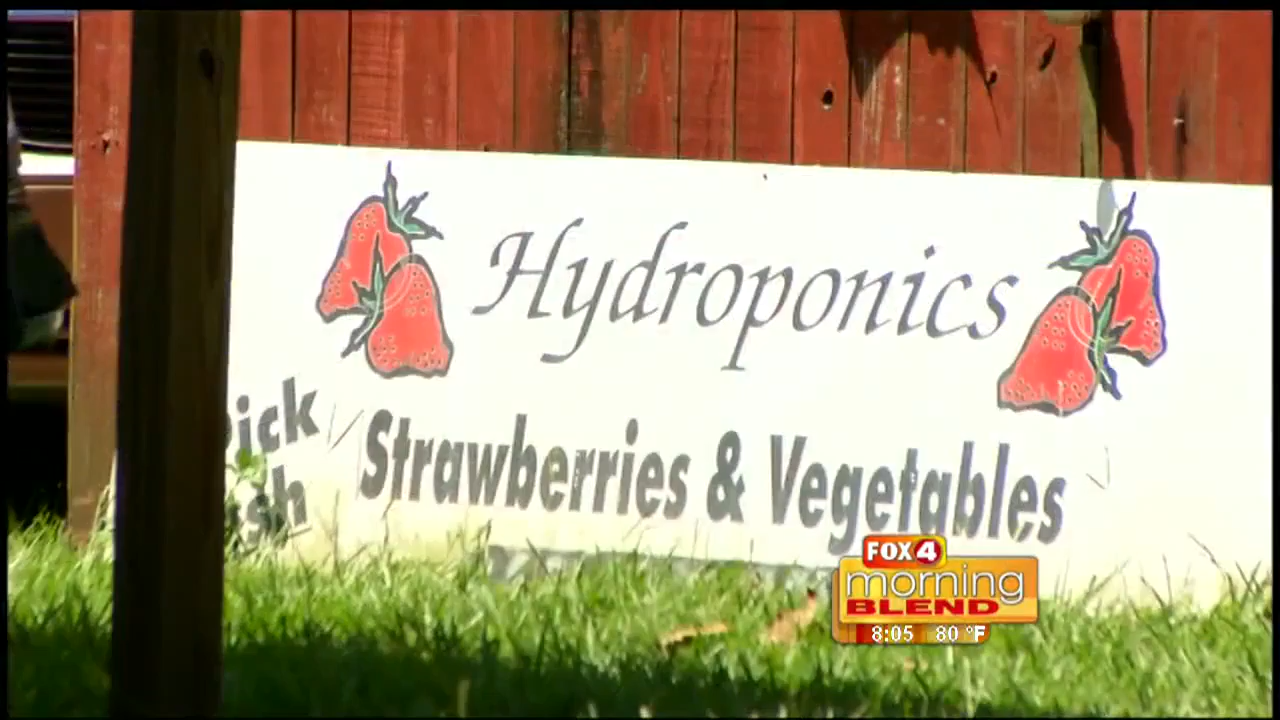 Hydroponics
Strawberries & Vegetables
FOX 4
morning
BLEND
8:05 80 °F